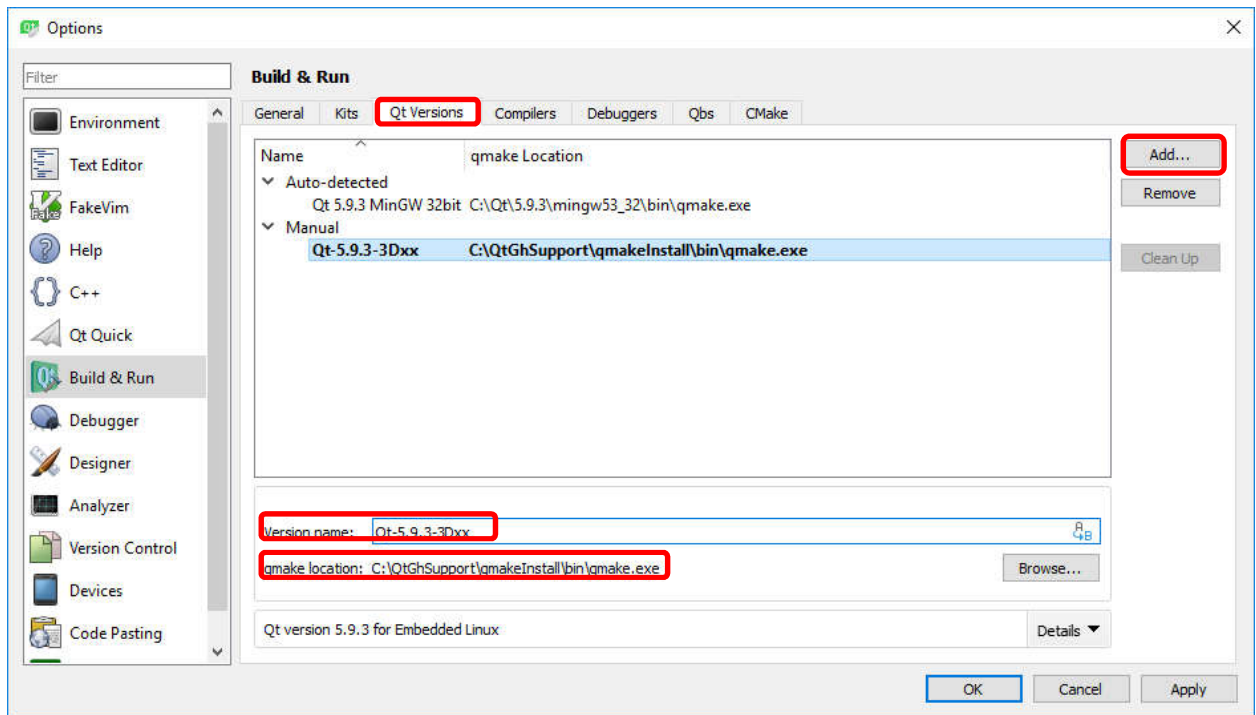 Options
Filter
Build & Run
Environment
Text Editor
FakeVim
Help
C++
Qt Quick
Build & Run
Debugger
Designer
Analyzer
Version Control
Devices
Code Pasting
General Kits Qt Versions Compilers Debuggers Qbs CMake
Name qmake Location
Auto-detected
Qt 5.9.3 MinGW 32bit C:\Qt\5.9.3\mingw53_32\bin\qmake.exe
Manual
Qt-5.9.3-3Dxx C:\QtGhSupport\qmakeInstall\bin\qmake.exe
Add...
Remove
Clean Up
Version name: Qt-5.9.3-3Dxx
qmake location: C:\QtGhSupport\qmakeInstall\bin\qmake.exe
Browse...
Qt version 5.9.3 for Embedded Linux
Details
OK Cancel Apply